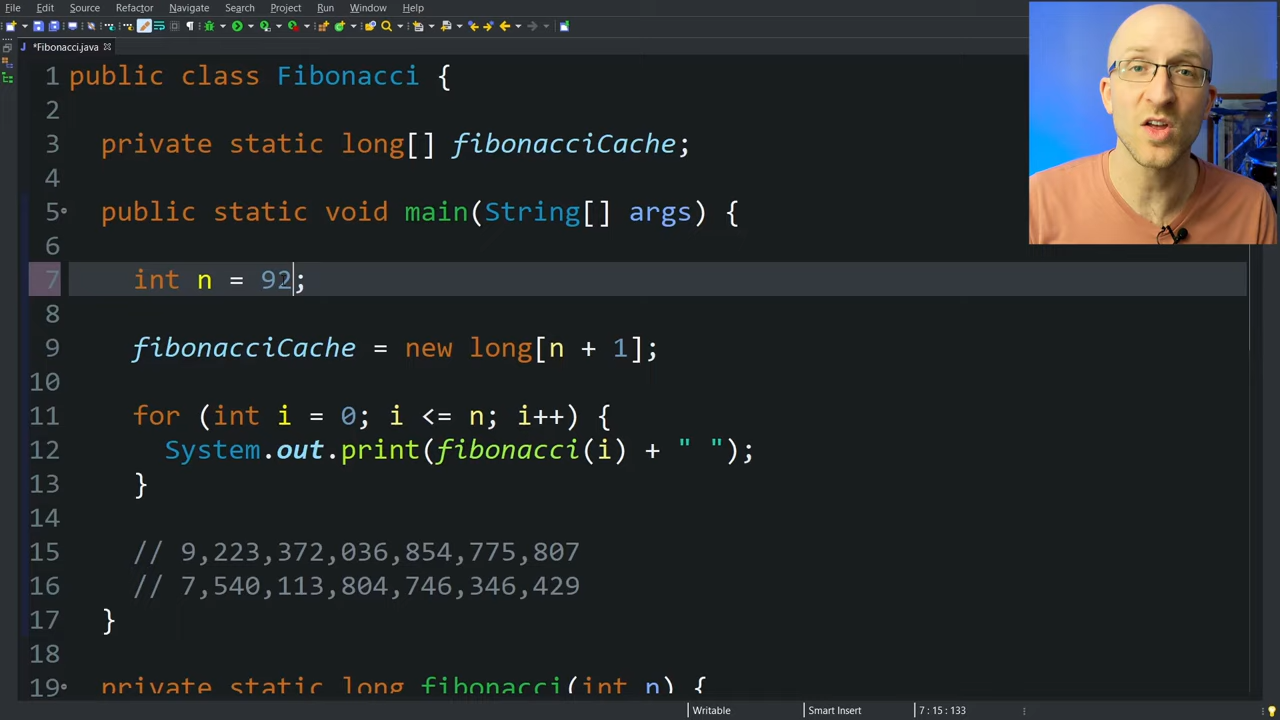 File Edit Source Refactor Navigate Search Project Run Window Help
*Fibonacci.java
1 public class Fibonacci {
2
3 private static long[] fibonacciCache;
4
5 public static void main(String[] args) {
6
7 int n = 92;
8
9 fibonacciCache = new long[n + 1];
10
11 for (int i = 0; i <= n; i++) {
12 System.out.print(fibonacci(i) + " ");
13 }
14
15 // 9,223,372,036,854,775,807
16 // 7,540,113,804,746,346,429
17 }
18
19 private static long fibonacci(int n) {
Writable Smart Insert 7 : 15 : 133